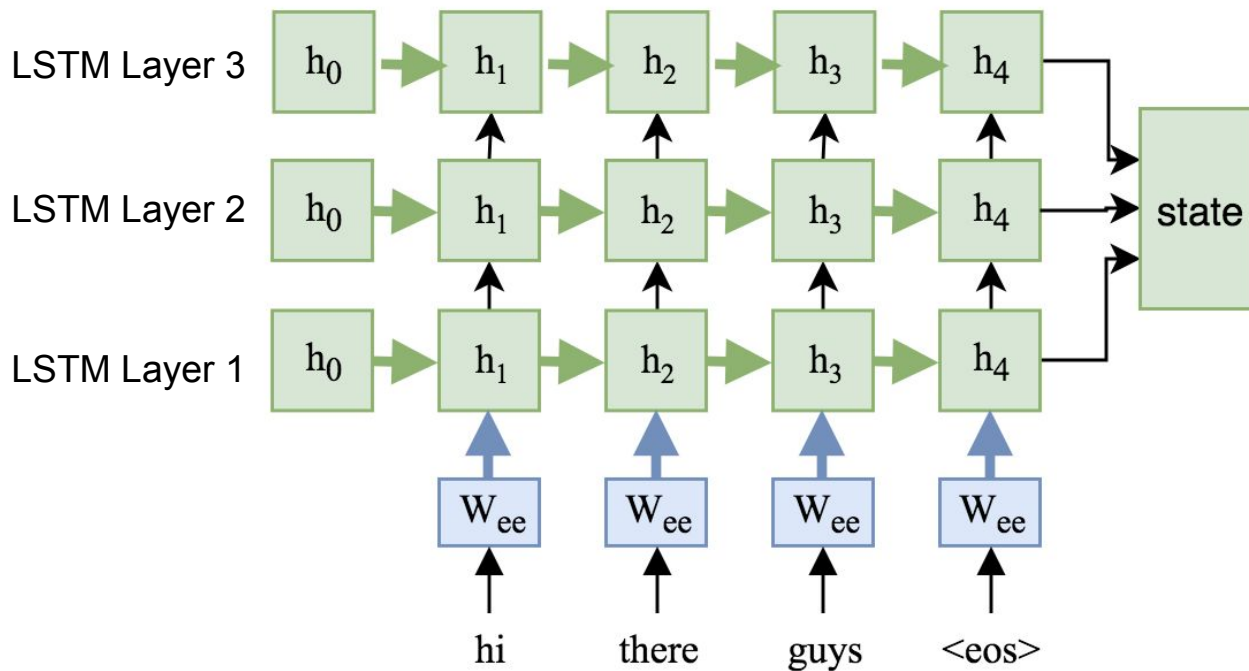 LSTM Layer 3 h₀ h₁ h₂ h₃ h₄
LSTM Layer 2 h₀ h₁ h₂ h₃ h₄ state
LSTM Layer 1 h₀ h₁ h₂ h₃ h₄
Wₑₑ Wₑₑ Wₑₑ Wₑₑ
hi there guys <eos>